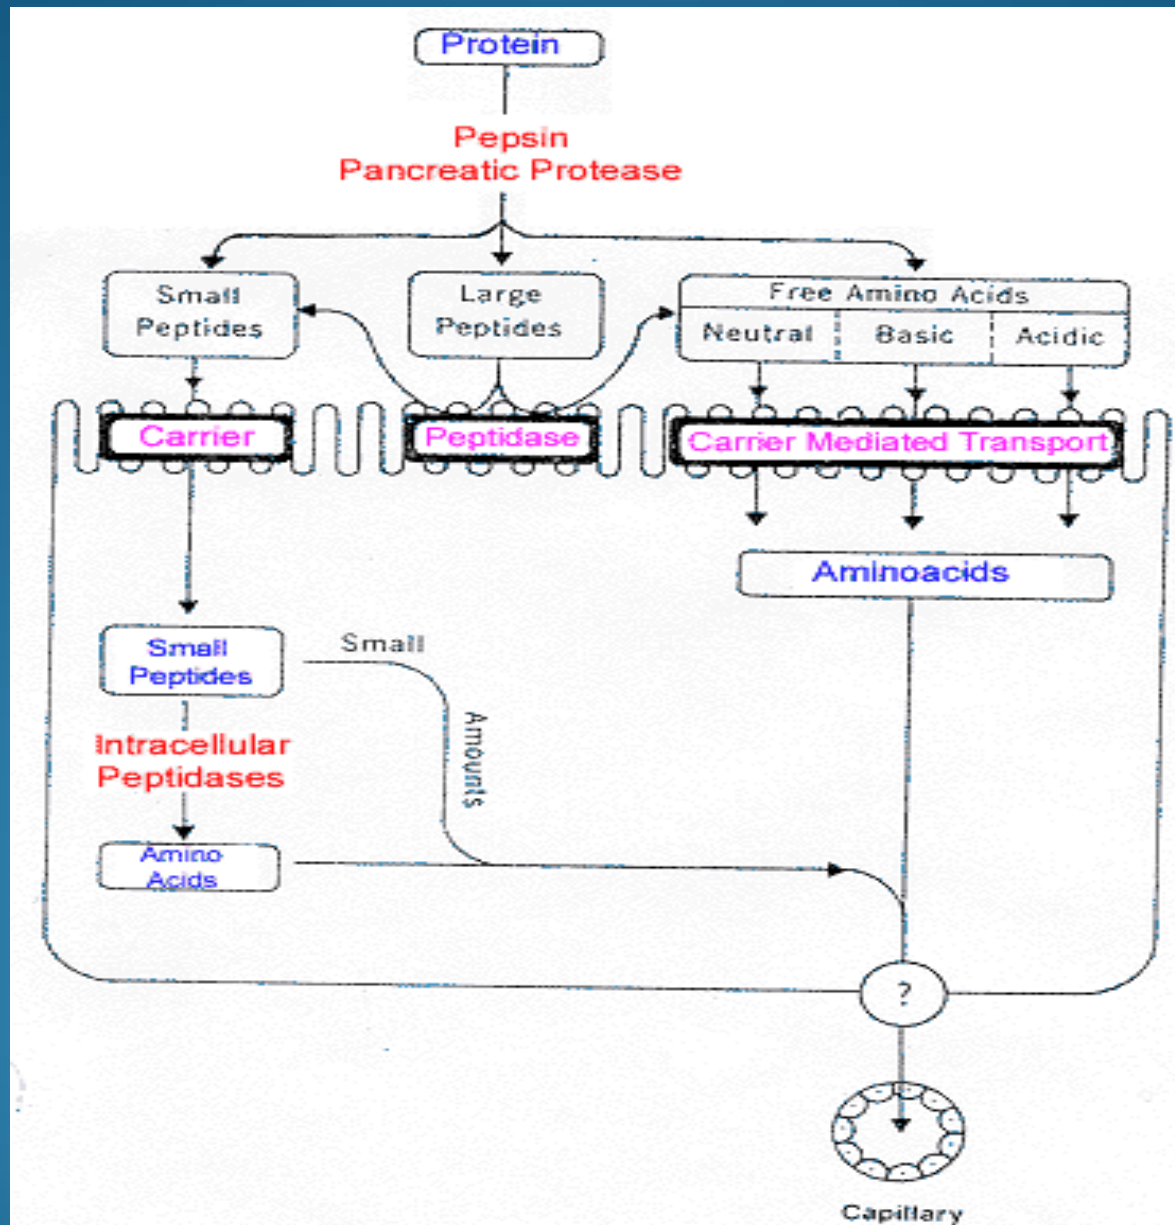 Protein
Pepsin
Pancreatic Protease
Small
Peptides
Large
Peptides
Free Amino Acids
Neutral
Basic
Acidic
Carrier
Peptidase
Carrier Mediated Transport
Aminoacids
Small
Peptides
Small
Amounts
Intracellular
Peptidases
Amino
Acids
?
Capillary